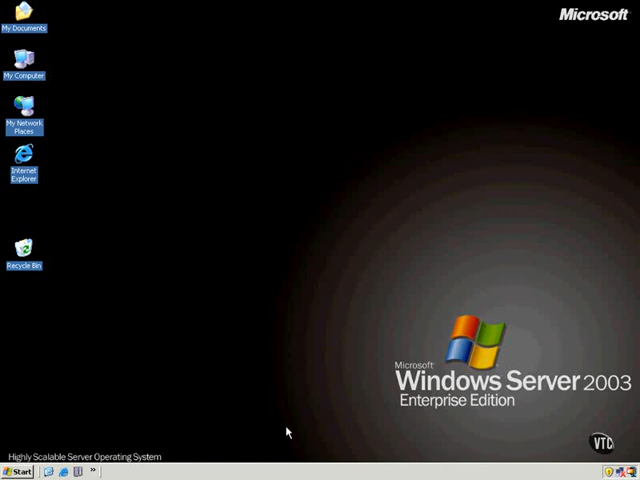 My Documents
My Computer
My Network
Places
Internet
Explorer
Recycle Bin
Microsoft
Microsoft
Windows Server 2003
Enterprise Edition
VTC
Highly Scalable Server Operating System
Start
»